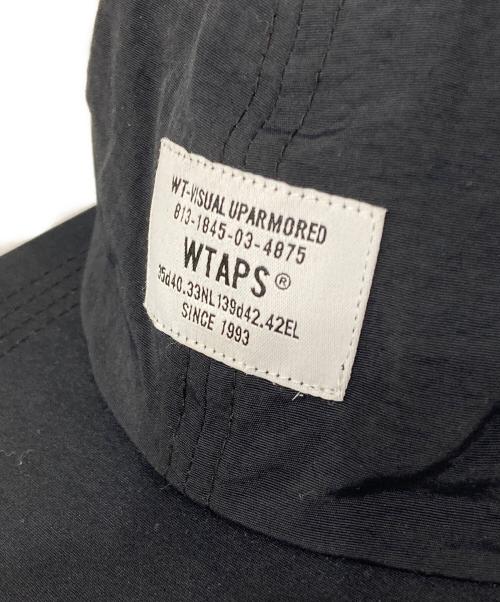 WT-VISUAL UPARMORED
813-1845-03-4875
WTAPS®
35d40.33NL139d42.42EL
SINCE 1993